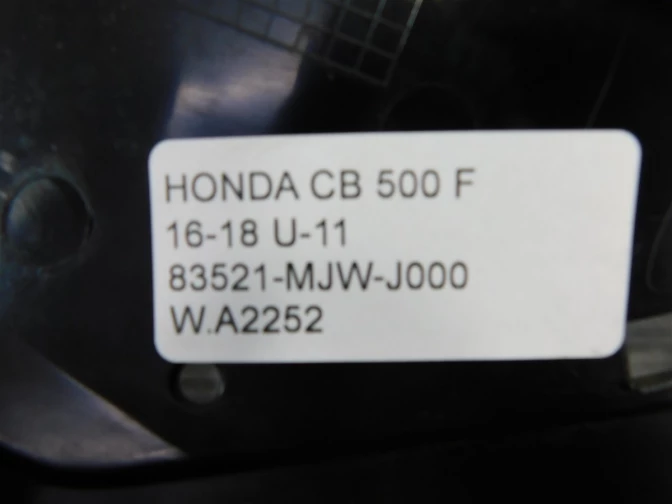 HONDA CB 500 F
16-18 U-11
83521-MJW-J000
W.A2252